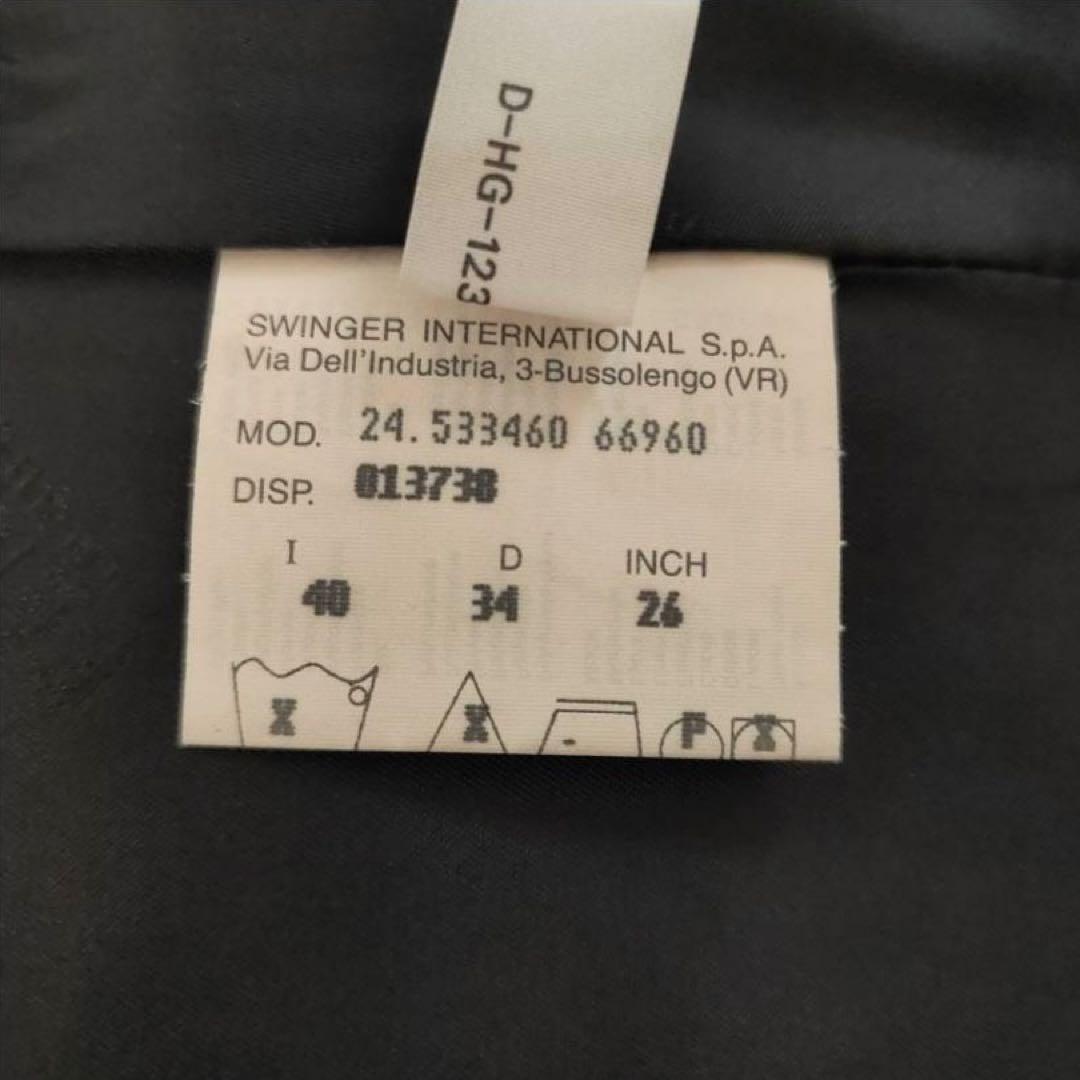 D-HG-123
SWINGER INTERNATIONAL S.p.A.
Via Dell'Industria, 3-Bussolengo (VR)
MOD. 24.533460 66960
DISP. 013738
I D INCH
40 34 26
X X P X